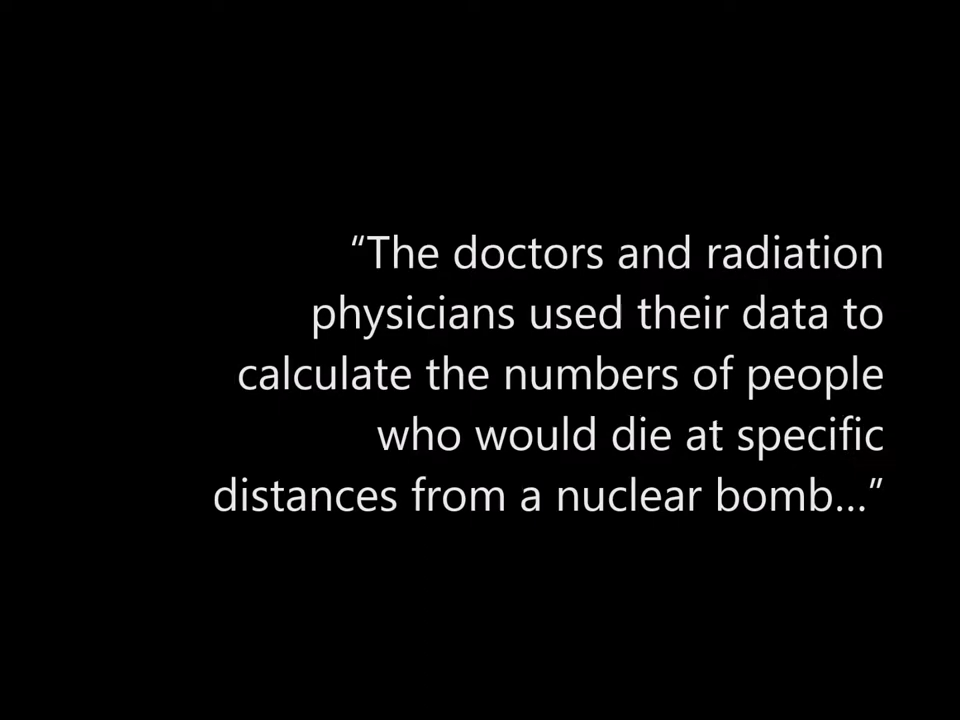 “The doctors and radiation
physicians used their data to
calculate the numbers of people
who would die at specific
distances from a nuclear bomb…”